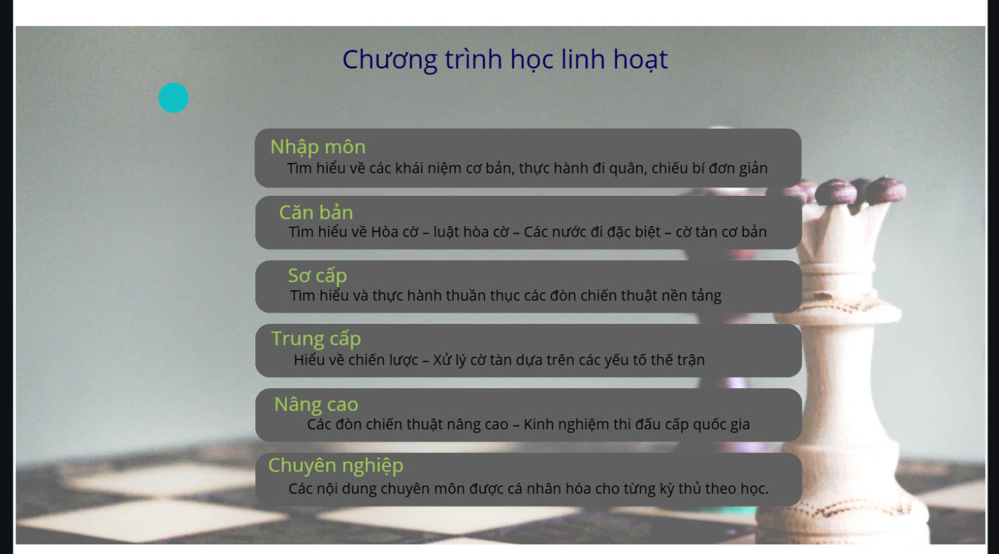 Chương trình học linh hoạt
Nhập môn
Tìm hiểu về các khái niệm cơ bản, thực hành đi quân, chiếu bí đơn giản
Căn bản
Tìm hiểu về Hòa cờ – luật hòa cờ – Các nước đi đặc biệt – cờ tàn cơ bản
Sơ cấp
Tìm hiểu và thực hành thuần thục các đòn chiến thuật nền tảng
Trung cấp
Hiểu về chiến lược – Xử lý cờ tàn dựa trên các yếu tố thế trận
Nâng cao
Các đòn chiến thuật nâng cao – Kinh nghiệm thi đấu cấp quốc gia
Chuyên nghiệp
Các nội dung chuyên môn được cá nhân hóa cho từng kỳ thủ theo học.